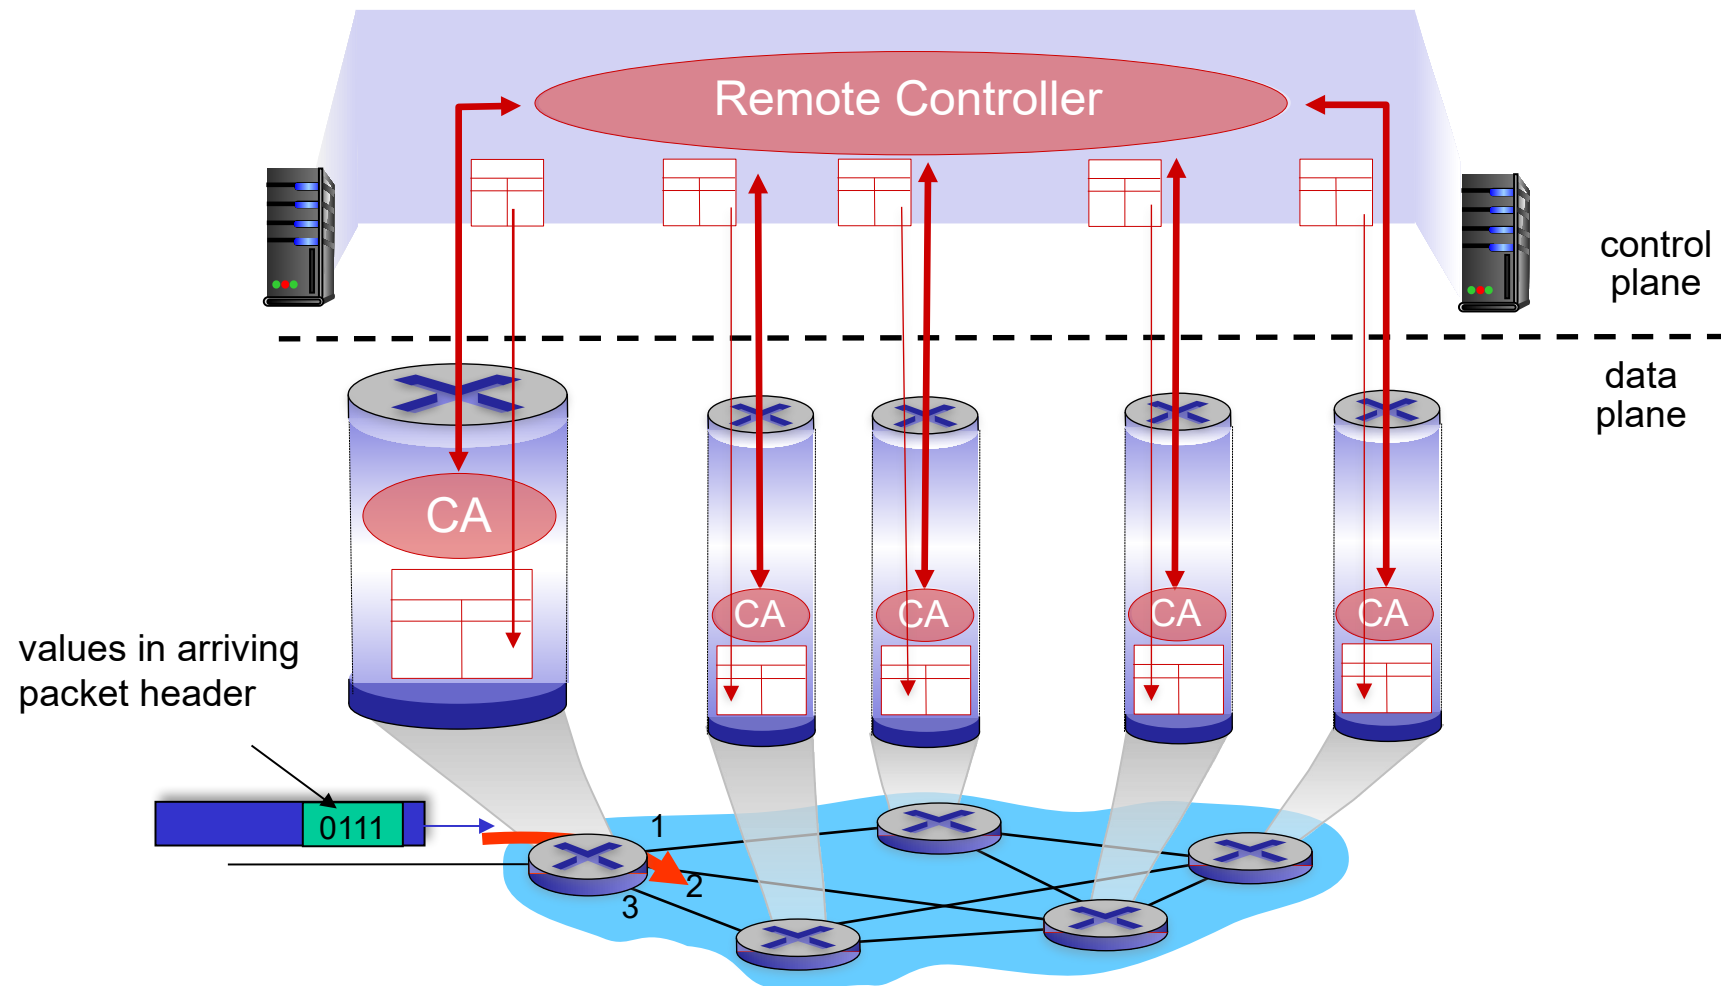 Remote Controller
control
plane
data
plane
CA
CA
CA
CA
CA
values in arriving
packet header
0111
1
2
3